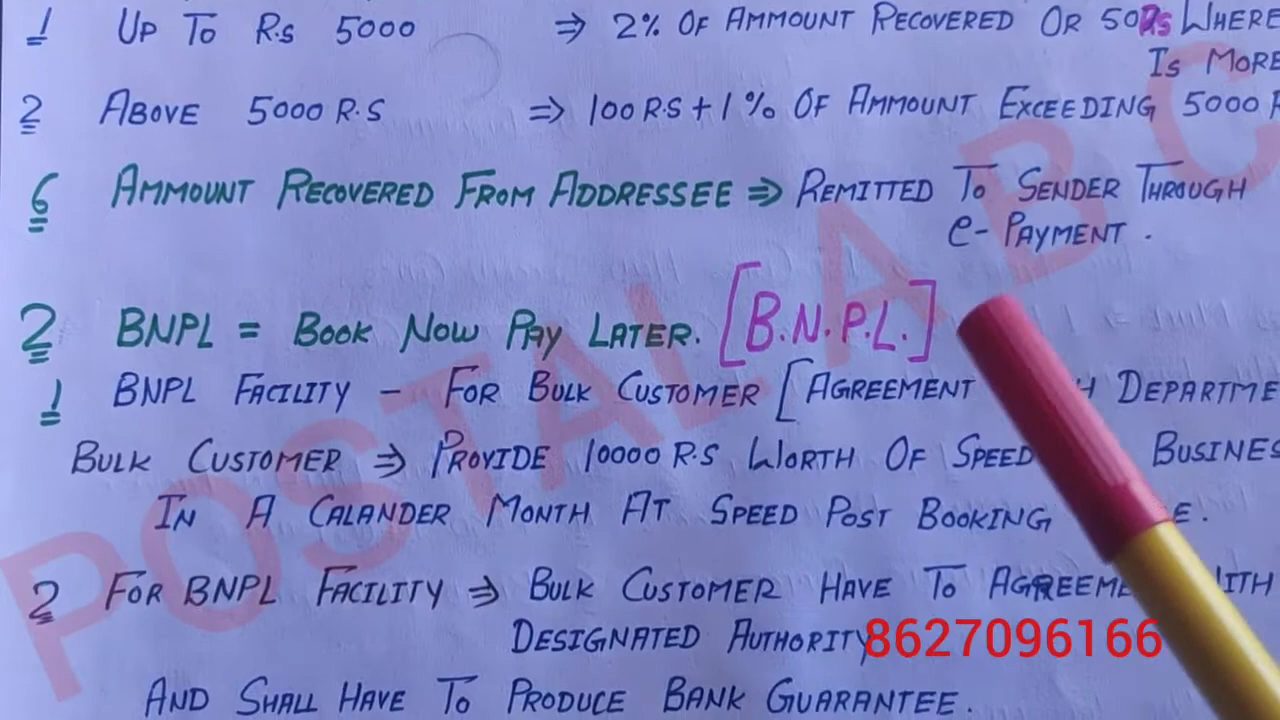 1 UP TO R.s 5000 ⇒ 2% OF AMMOUNT RECOVERED OR 50Rs WHERE
IS MORE
2 ABOVE 5000 R.S ⇒ 100 R.S + 1% OF AMMOUNT EXCEEDING 5000
6 AMMOUNT RECOVERED FROM ADDRESSEE ⇒ REMITTED TO SENDER THROUGH
e- PAYMENT .
2 BNPL = BOOK NOW PAY LATER. [B.N.P.L.]
1 BNPL FACILITY - FOR BULK CUSTOMER [AGREEMENT DEPARTME
BULK CUSTOMER ⇒ PROVIDE 10000 R.S WORTH OF SPEED BUSINES
IN A CALANDER MONTH AT SPEED POST BOOKING
2 FOR BNPL FACILITY ⇒ BULK CUSTOMER HAVE TO AGREEME ITH
DESIGNATED AUTHORITY
8627096166
AND SHALL HAVE TO PRODUCE BANK GUARANTEE.
POSTAL ABC